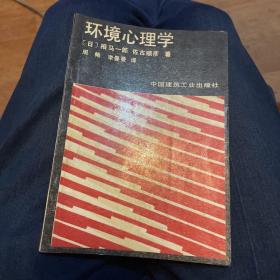 环境心理学
〔日〕相马一郎 佐古顺彦 著
周畅 李曼曼 译
中国建筑工业出版社